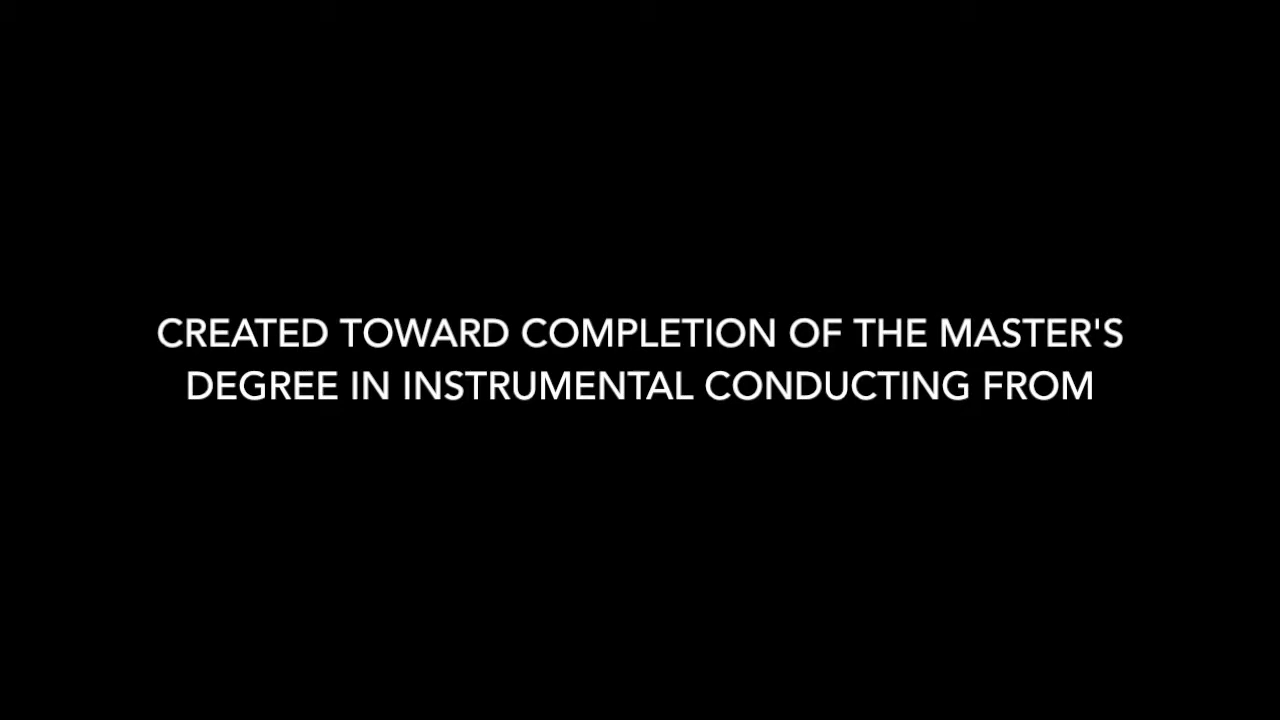 CREATED TOWARD COMPLETION OF THE MASTER'S
DEGREE IN INSTRUMENTAL CONDUCTING FROM